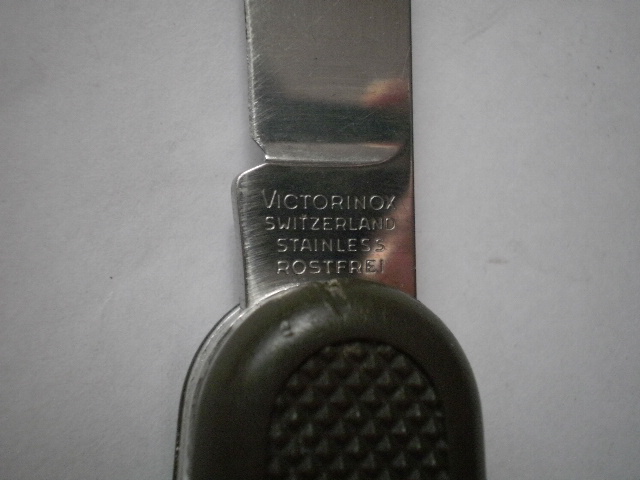 VICTORINOX
SWITZERLAND
STAINLESS
ROSTFREI